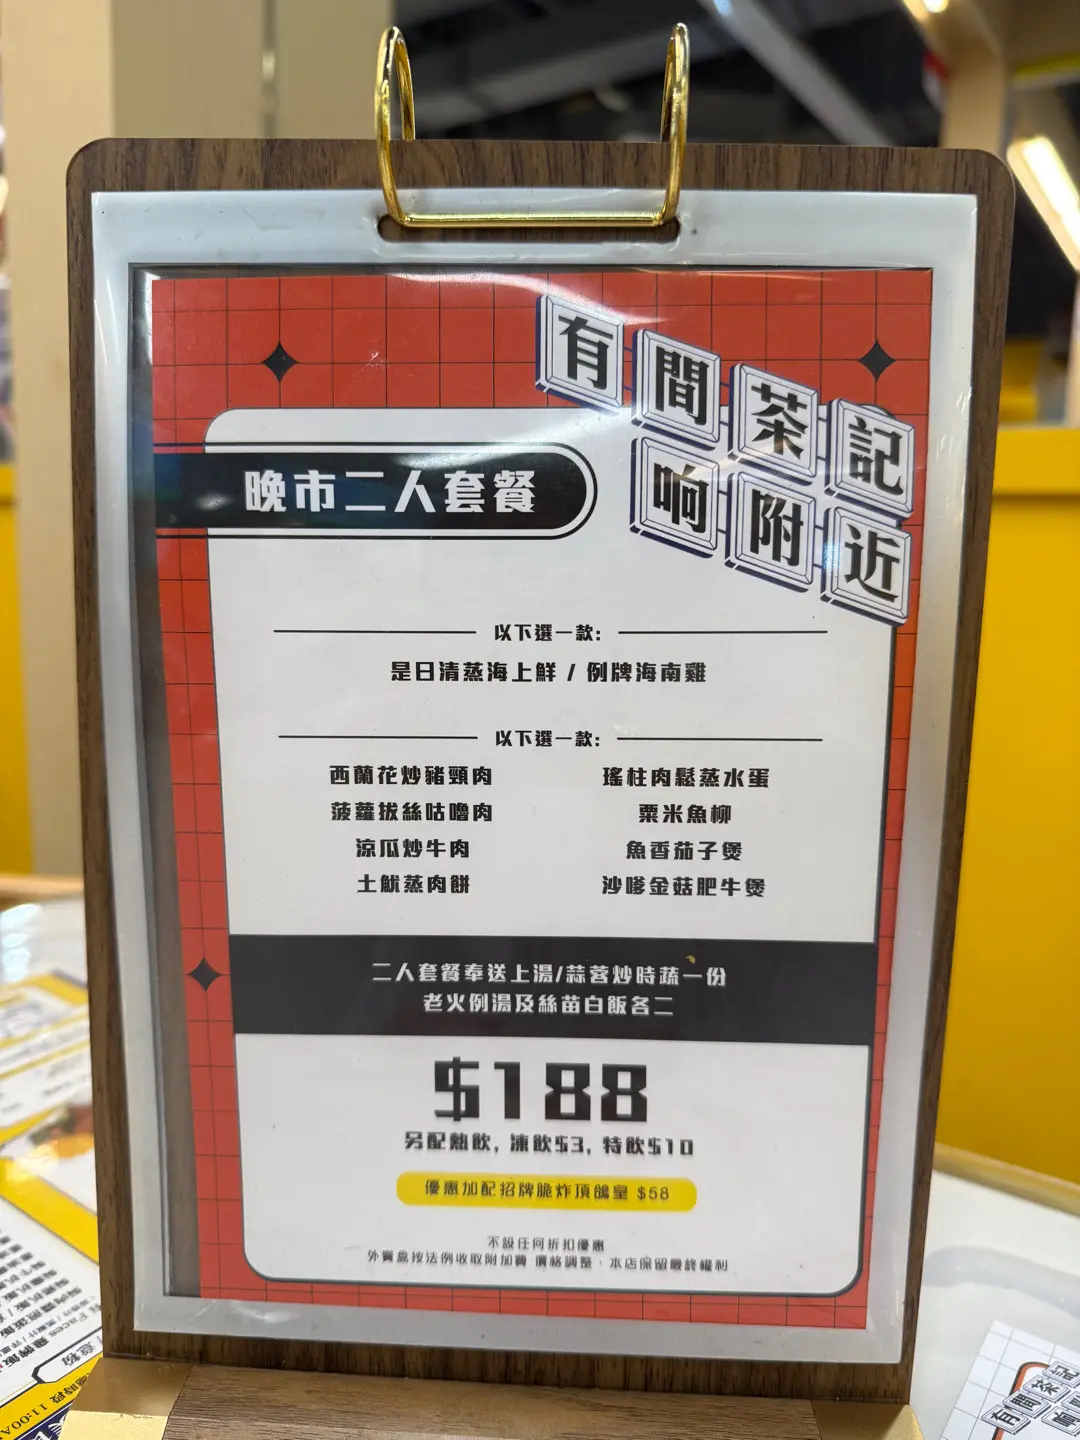 有間茶記
响附近
晚市二人套餐
以下選一款:
是日清蒸海上鮮 / 例牌海南雞
以下選一款:
西蘭花炒豬頸肉
瑤柱肉鬆蒸水蛋
菠蘿拔絲咕嚕肉
粟米魚柳
涼瓜炒牛肉
魚香茄子煲
土魷蒸肉餅
沙嗲金菇肥牛煲
二人套餐奉送上湯/蒜蓉炒時蔬一份
老火例湯及絲苗白飯各二
$188
另配熱飲, 凍飲$3, 特飲$10
優惠加配招牌脆炸頂鴿皇 $58
不設任何折扣優惠
外賣盒按法例收取附加費 價格調整，本店保留最終權利
有間茶記